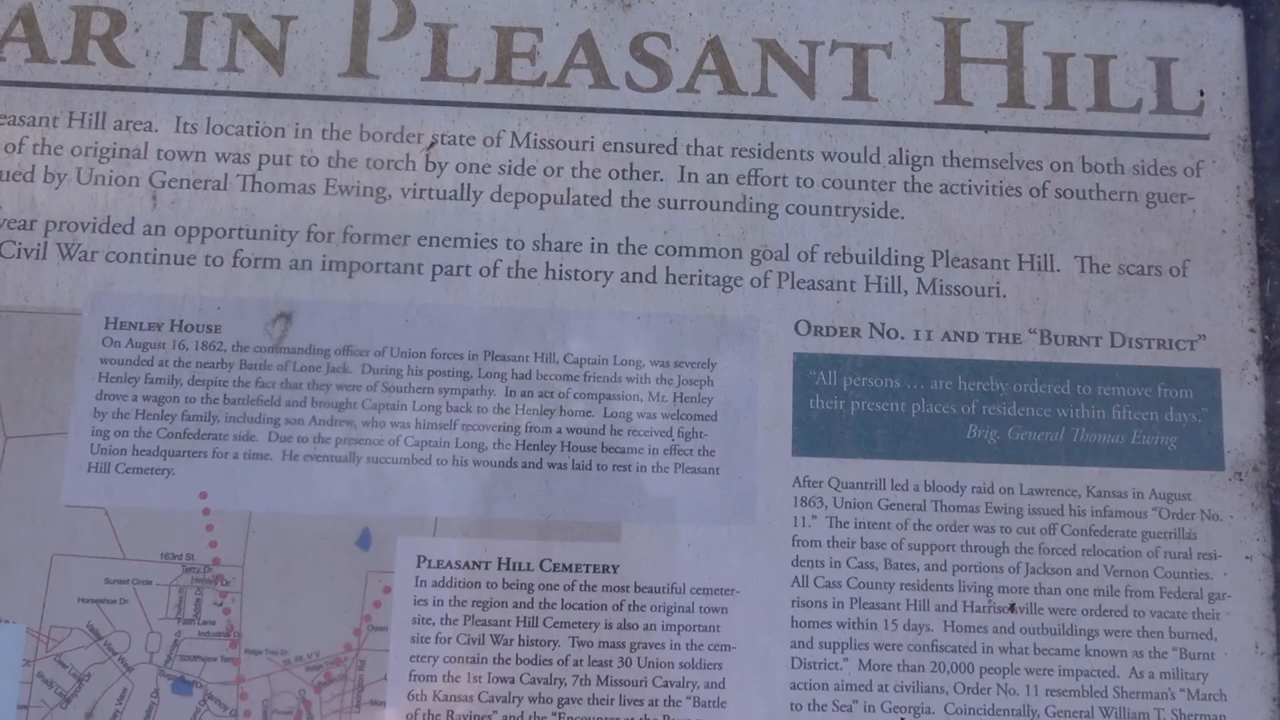 AR IN PLEASANT HILL
easant Hill area. Its location in the border state of Missouri ensured that residents would align themselves on both sides of
of the original town was put to the torch by one side or the other. In an effort to counter the activities of southern guer-
ued by Union General Thomas Ewing, virtually depopulated the surrounding countryside.
year provided an opportunity for former enemies to share in the common goal of rebuilding Pleasant Hill. The scars of
Civil War continue to form an important part of the history and heritage of Pleasant Hill, Missouri.
HENLEY HOUSE
On August 16, 1862, the commanding officer of Union forces in Pleasant Hill, Captain Long, was severely
wounded at the nearby Battle of Lone Jack. During his posting, Long had become friends with the Joseph
Henley family, despite the fact that they were of Southern sympathy. In an act of compassion, Mr. Henley
drove a wagon to the battlefield and brought Captain Long back to the Henley home. Long was welcomed
by the Henley family, including son Andrew, who was himself recovering from a wound he received fight-
ing on the Confederate side. Due to the presence of Captain Long, the Henley House became in effect the
Union headquarters for a time. He eventually succumbed to his wounds and was laid to rest in the Pleasant
Hill Cemetery.
163rd St.
Terry Dr
Sunset Circle
Henley Dr
Horseshoe Dr.
Industrial D
Valley View West
Southview Terr
Ridge Tree Dr.
PLEASANT HILL CEMETERY
In addition to being one of the most beautiful cemeter-
ies in the region and the location of the original town
site, the Pleasant Hill Cemetery is also an important
site for Civil War history. Two mass graves in the cem-
etery contain the bodies of at least 30 Union soldiers
from the 1st Iowa Cavalry, 7th Missouri Cavalry, and
6th Kansas Cavalry who gave their lives at the "Battle
of the Ravines" and the "Encounter at the
ORDER NO. 11 AND THE "BURNT DISTRICT"
"All persons ... are hereby ordered to remove from
their present places of residence within fifteen days."
Brig. General Thomas Ewing
After Quantrill led a bloody raid on Lawrence, Kansas in August
1863, Union General Thomas Ewing issued his infamous "Order No.
11." The intent of the order was to cut off Confederate guerrillas
from their base of support through the forced relocation of rural resi-
dents in Cass, Bates, and portions of Jackson and Vernon Counties.
All Cass County residents living more than one mile from Federal gar-
risons in Pleasant Hill and Harrisonville were ordered to vacate their
homes within 15 days. Homes and outbuildings were then burned,
and supplies were confiscated in what became known as the "Burnt
District." More than 20,000 people were impacted. As a military
action aimed at civilians, Order No. 11 resembled Sherman's "March
to the Sea" in Georgia. Coincidentally, General William T. Sherm